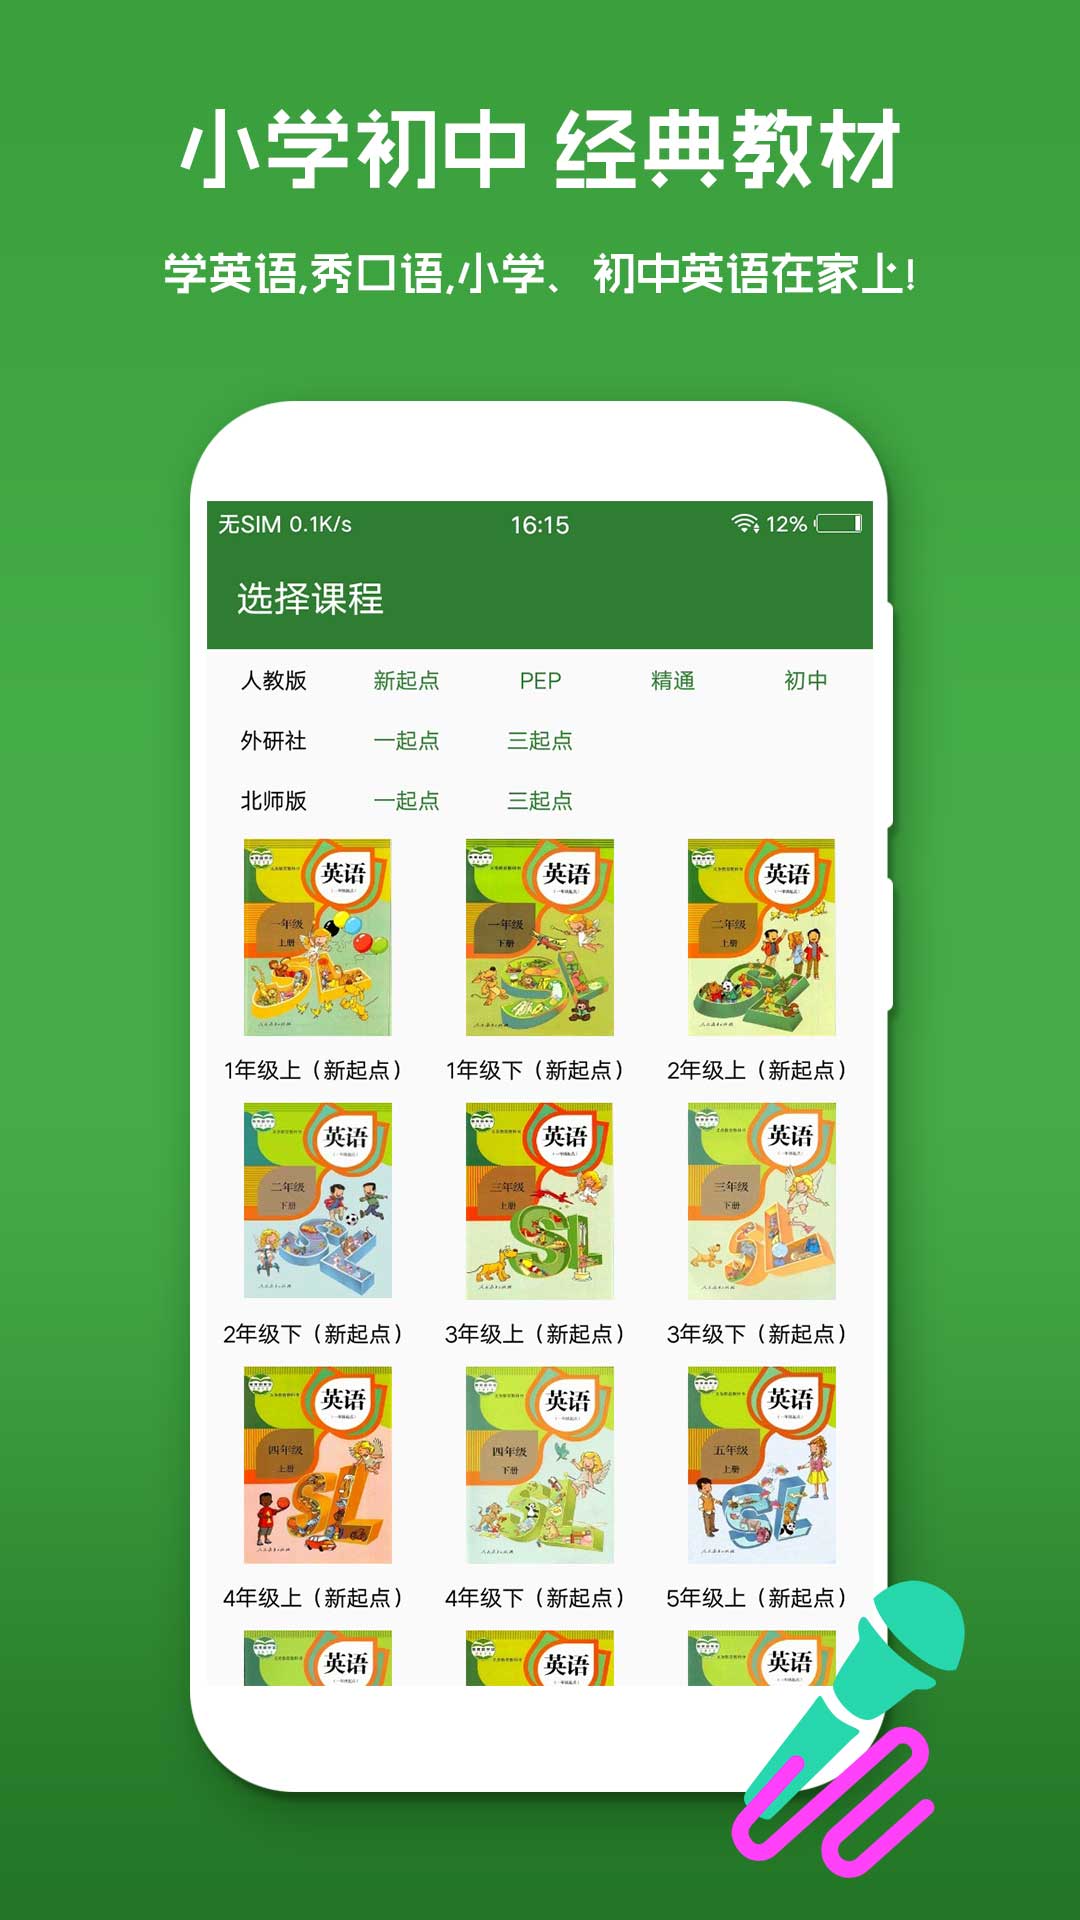 小学初中 经典教材
学英语,秀口语,小学、初中英语在家上!
无SIM 0.1K/s 16:15 12%
选择课程
人教版 新起点 PEP 精通 初中
外研社 一起点 三起点
北师版 一起点 三起点
英语 英语 英语
一年级 一年级 二年级
上册 下册 上册
1年级上（新起点） 1年级下（新起点） 2年级上（新起点）
英语 英语 英语
二年级 三年级 三年级
下册 上册 下册
2年级下（新起点） 3年级上（新起点） 3年级下（新起点）
英语 英语 英语
四年级 四年级 五年级
上册 下册 上册
4年级上（新起点） 4年级下（新起点） 5年级上（新起点）
英语 英语 英语